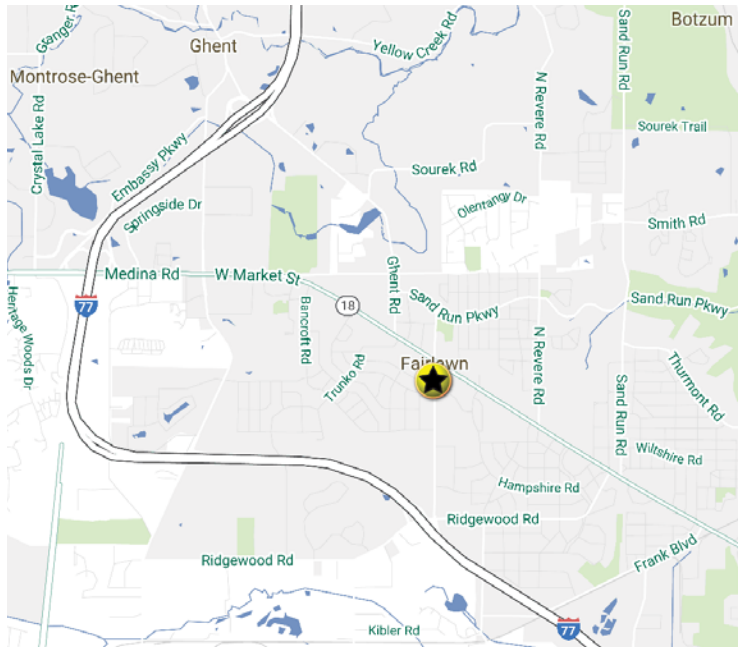 Granger Rd
Ghent
Yellow Creek Rd
Botzum
Sand Run Rd
Montrose-Ghent
N Revere Rd
Crystal Lake Rd
Embassy Pkwy
Sourek Trail
Sourek Rd
Springside Dr
Olentangy Dr
Smith Rd
Medina Rd
W Market St
Ghent Rd
77
Heritage Woods Dr
18
Bancroft Rd
Sand Run Pkwy
Sand Run Pkwy
Trunko Rd
Fairlawn
N Revere Rd
Thurmont Rd
Sand Run Rd
Wiltshire Rd
Hampshire Rd
Ridgewood Rd
Ridgewood Rd
Frank Blvd
Kibler Rd
77